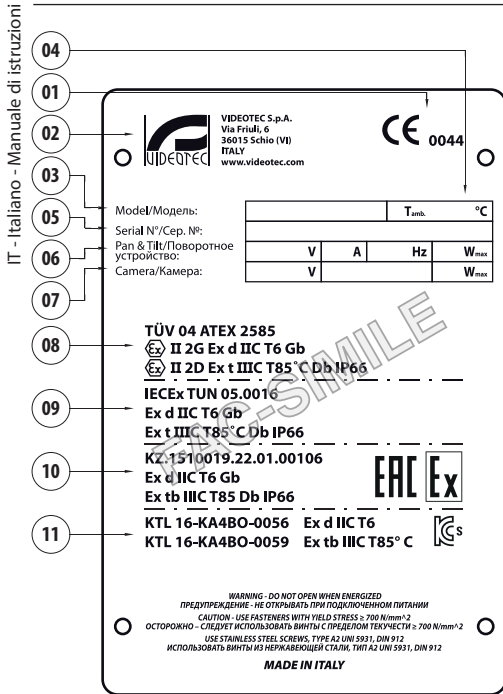 IT - Italiano - Manuale di istruzioni
04
01
02
03
05
06
07
08
09
10
11
VIDEOTEC
VIDEOTEC S.p.A.
Via Friuli, 6
36015 Schio (VI)
ITALY
www.videotec.com
CE 0044
Model/Модель:
Tamb. °C
Serial N°/Сер. №:
Pan & Tilt/Поворотное
устройство:
V A Hz Wmax
Camera/Камера:
V Wmax
TÜV 04 ATEX 2585
Ex II 2G Ex d IIC T6 Gb
Ex II 2D Ex t IIIC T85°C Db IP66
IECEx TUN 05.0016
Ex d IIC T6 Gb
Ex t IIIC T85°C Db IP66
FAC-SIMILE
KZ.1510019.22.01.00106
Ex d IIC T6 Gb
Ex tb IIIC T85 Db IP66
EAC Ex
KTL 16-KA4BO-0056 Ex d IIC T6
KTL 16-KA4BO-0059 Ex tb IIIC T85° C
KCs
WARNING - DO NOT OPEN WHEN ENERGIZED
ПРЕДУПРЕЖДЕНИЕ - НЕ ОТКРЫВАТЬ ПРИ ПОДКЛЮЧЕННОМ ПИТАНИИ
CAUTION - USE FASTENERS WITH YIELD STRESS ≥ 700 N/mm^2
ОСТОРОЖНО – СЛЕДУЕТ ИСПОЛЬЗОВАТЬ ВИНТЫ С ПРЕДЕЛОМ ТЕКУЧЕСТИ ≥ 700 N/mm^2
USE STAINLESS STEEL SCREWS, TYPE A2 UNI 5931, DIN 912
ИСПОЛЬЗОВАТЬ ВИНТЫ ИЗ НЕРЖАВЕЮЩЕЙ СТАЛИ, ТИП A2 UNI 5931, DIN 912
MADE IN ITALY